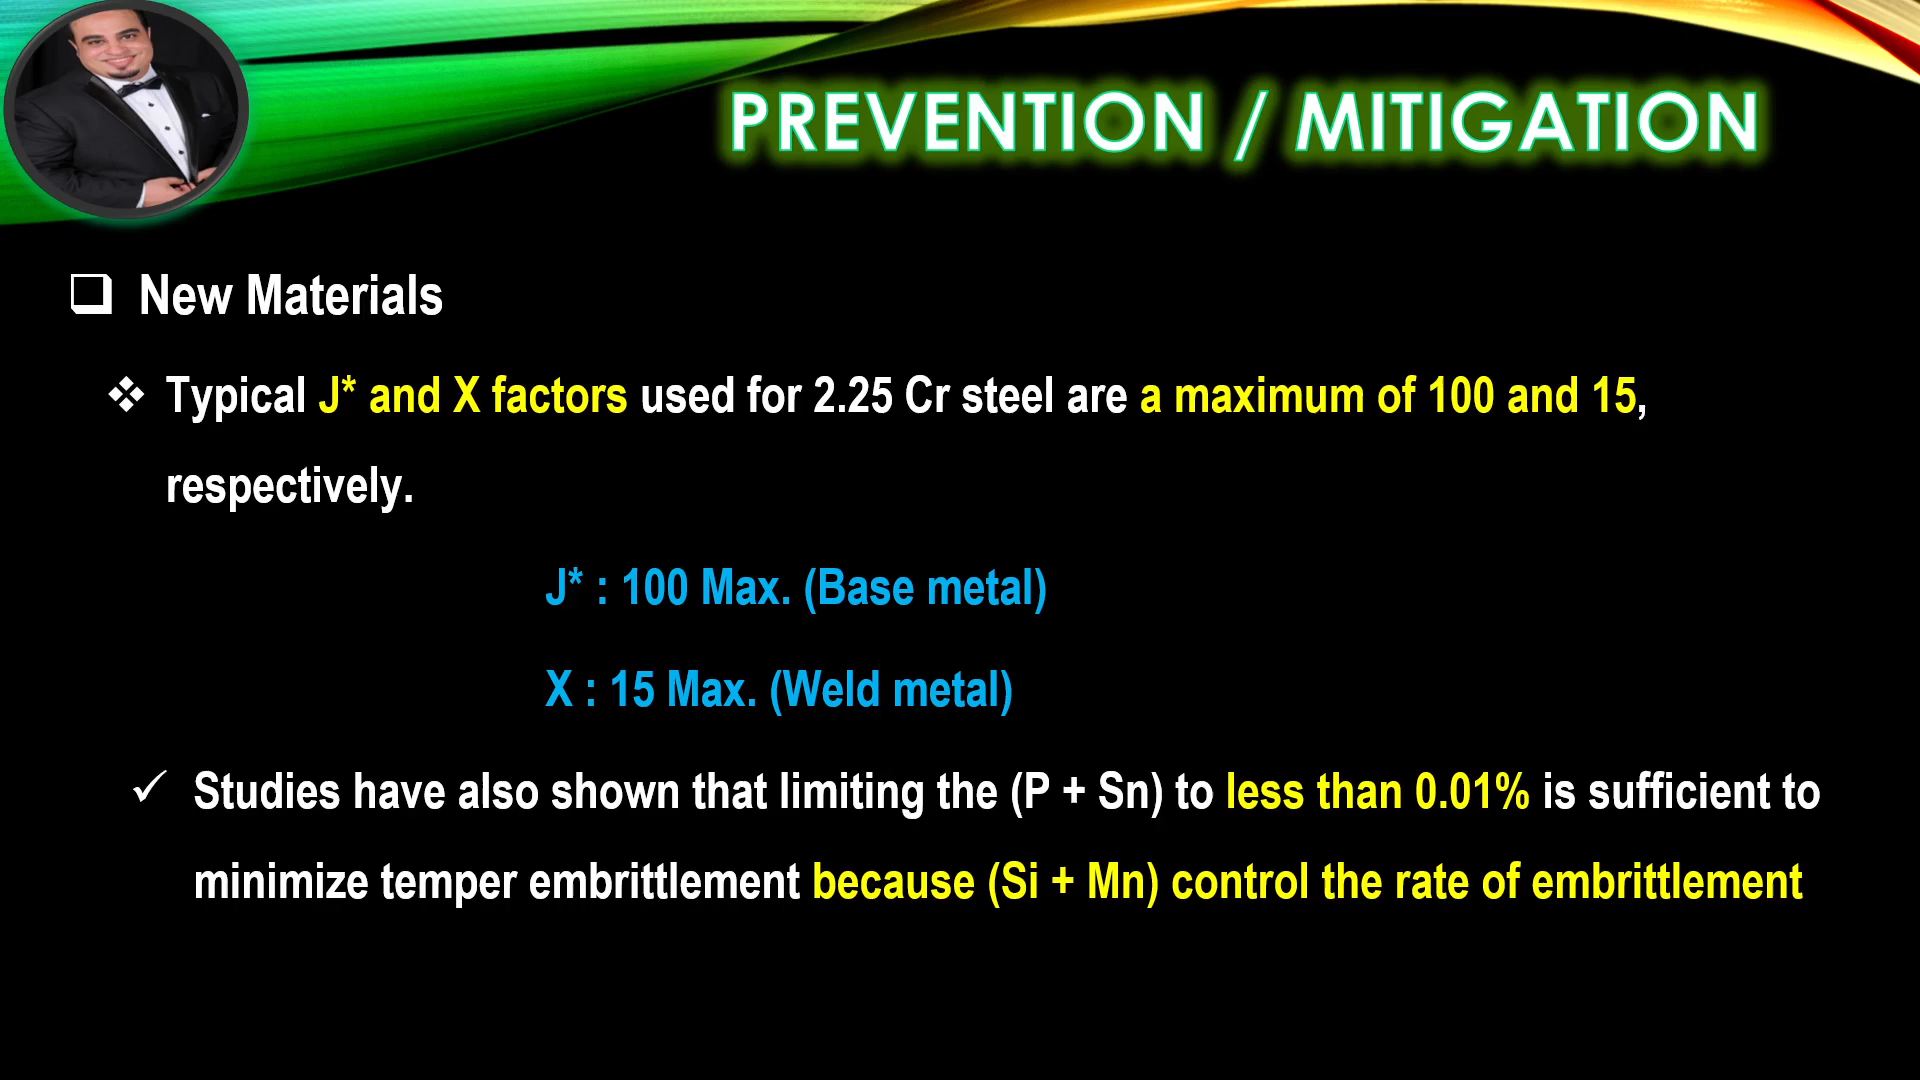 PREVENTION / MITIGATION
New Materials
Typical J* and X factors used for 2.25 Cr steel are a maximum of 100 and 15,
respectively.
J* : 100 Max. (Base metal)
X : 15 Max. (Weld metal)
Studies have also shown that limiting the (P + Sn) to less than 0.01% is sufficient to
minimize temper embrittlement because (Si + Mn) control the rate of embrittlement